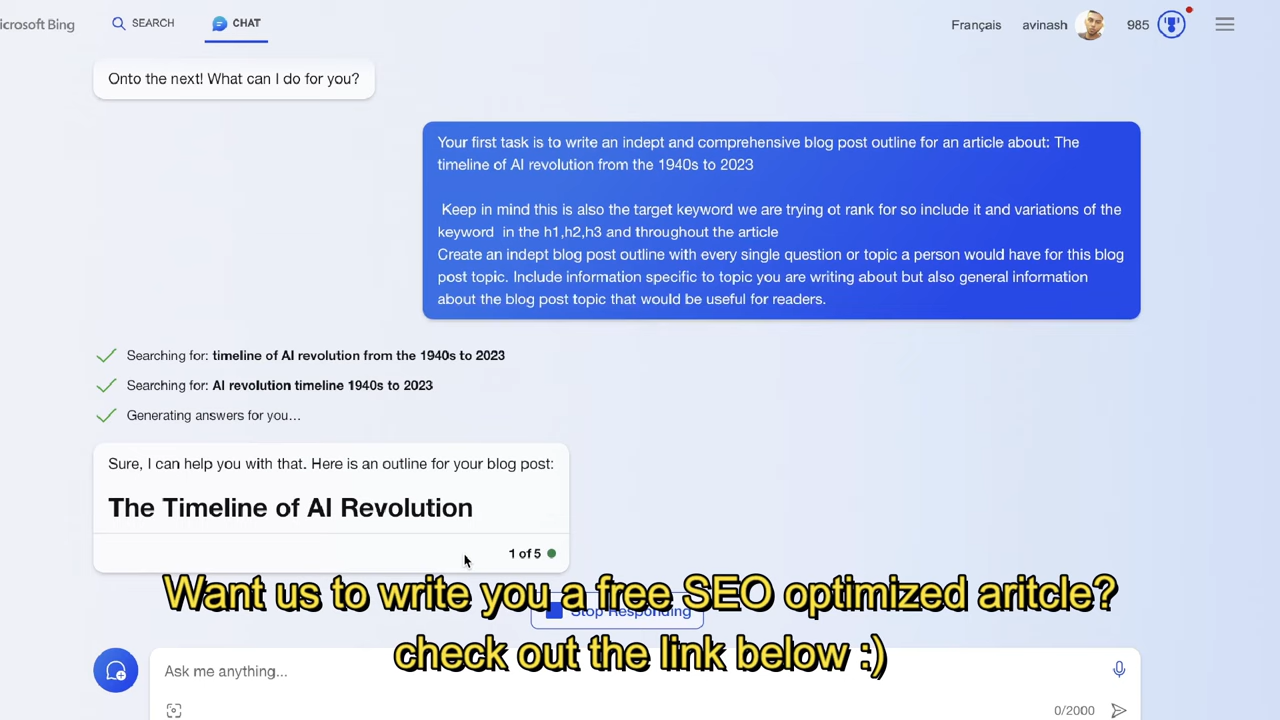 icrosoft Bing
SEARCH
CHAT
Français
avinash
985
Onto the next! What can I do for you?
Your first task is to write an indept and comprehensive blog post outline for an article about: The
timeline of AI revolution from the 1940s to 2023
Keep in mind this is also the target keyword we are trying ot rank for so include it and variations of the
keyword in the h1,h2,h3 and throughout the article
Create an indept blog post outline with every single question or topic a person would have for this blog
post topic. Include information specific to topic you are writing about but also general information
about the blog post topic that would be useful for readers.
Searching for: timeline of AI revolution from the 1940s to 2023
Searching for: AI revolution timeline 1940s to 2023
Generating answers for you...
Sure, I can help you with that. Here is an outline for your blog post:
The Timeline of AI Revolution
1 of 5
Want us to write you a free SEO optimized aritcle?
Stop Responding
check out the link below :)
Ask me anything...
0/2000